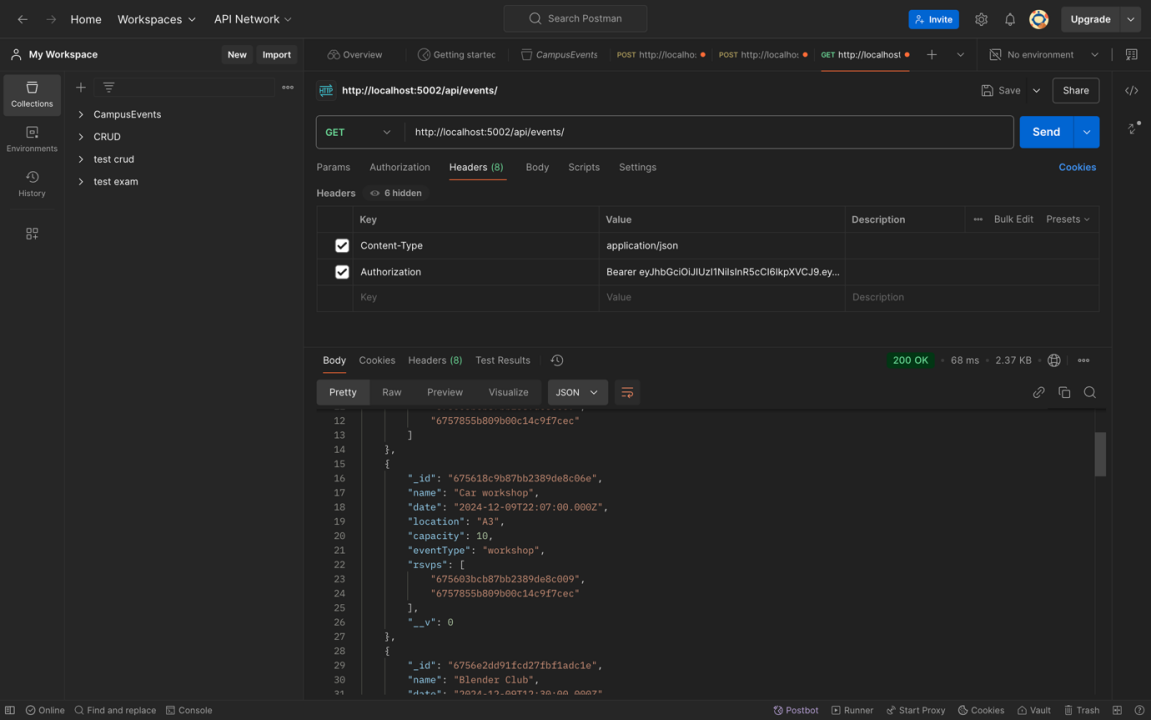 Home Workspaces API Network Search Postman Invite Upgrade
My Workspace New Import Overview Getting startec CampusEvents POST http://localho: POST http://localho: GET http://localhost No environment
Collections
Environments
History
CampusEvents
CRUD
test crud
test exam
HTTP http://localhost:5002/api/events/ Save Share
GET http://localhost:5002/api/events/ Send
Params Authorization Headers (8) Body Scripts Settings Cookies
Headers 6 hidden
Key Value Description Bulk Edit Presets
Content-Type application/json
Authorization Bearer eyJhbGciOiJIUzI1NiIsInR5cCI6IkpXVCJ9.ey...
Key Value Description
Body Cookies Headers (8) Test Results 200 OK 68 ms 2.37 KB
Pretty Raw Preview Visualize JSON
12 "6757855b809b00c14c9f7cec"
13 ]
14 },
15 {
16 "_id": "675618c9b87bb2389de8c06e",
17 "name": "Car workshop",
18 "date": "2024-12-09T22:07:00.000Z",
19 "location": "A3",
20 "capacity": 10,
21 "eventType": "workshop",
22 "rsvps": [
23 "675603bcb87bb2389de8c009",
24 "6757855b809b00c14c9f7cec"
25 ],
26 "__v": 0
27 },
28 {
29 "_id": "6756e2dd91fcd27fbf1adc1e",
30 "name": "Blender Club",
31 "date": "2024-12-09T12:30:00.000Z",
Online Find and replace Console Postbot Runner Start Proxy Cookies Vault Trash